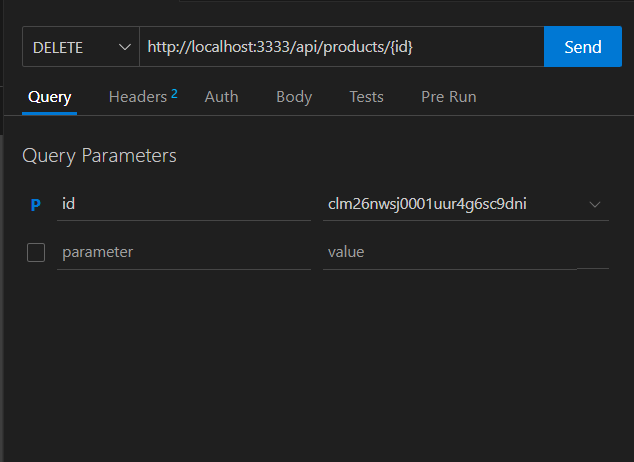 DELETE http://localhost:3333/api/products/{id} Send
Query Headers 2 Auth Body Tests Pre Run
Query Parameters
P id clm26nwsj0001uur4g6sc9dni
parameter value